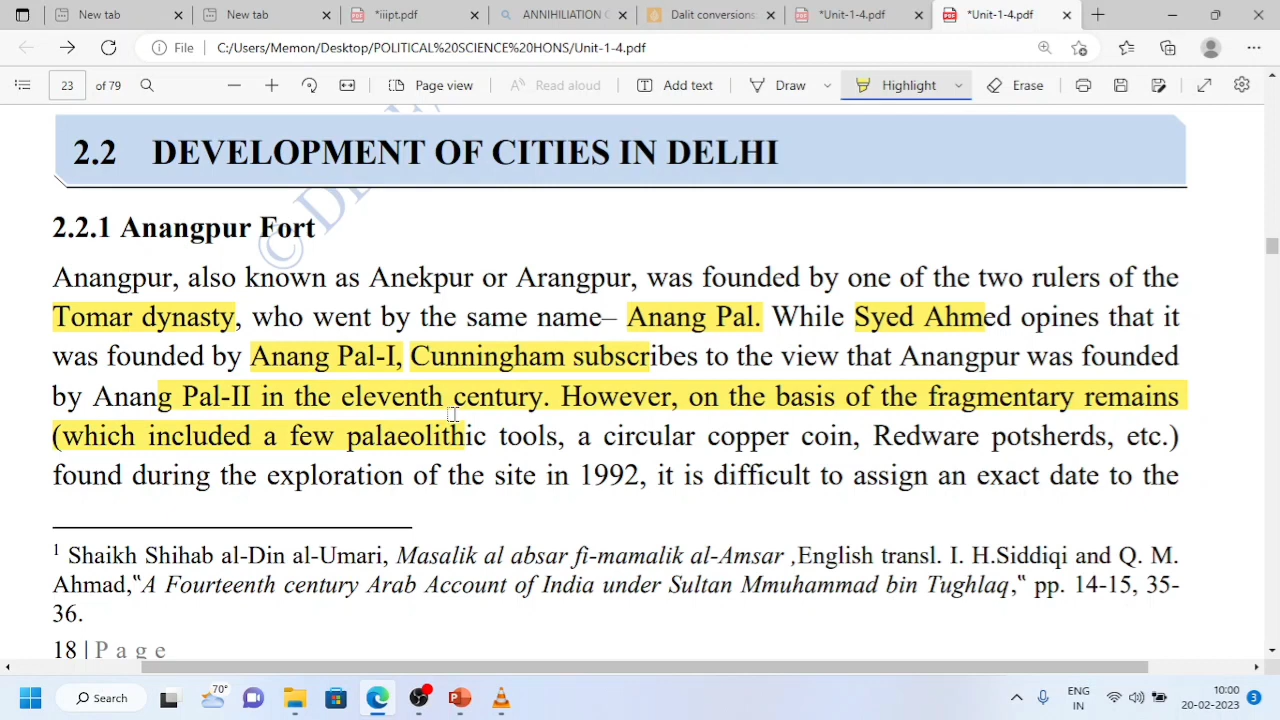 New tab
New tab
*iiipt.pdf
ANNIHILIATION
Dalit conversions
*Unit-1-4.pdf
*Unit-1-4.pdf
File
C:/Users/Memon/Desktop/POLITICAL%20SCIENCE%20HONS/Unit-1-4.pdf
23 of 79
Page view
Read aloud
Add text
Draw
Highlight
Erase
2.2 DEVELOPMENT OF CITIES IN DELHI
2.2.1 Anangpur Fort
Anangpur, also known as Anekpur or Arangpur, was founded by one of the two rulers of the
Tomar dynasty, who went by the same name– Anang Pal. While Syed Ahmed opines that it
was founded by Anang Pal-I, Cunningham subscribes to the view that Anangpur was founded
by Anang Pal-II in the eleventh century. However, on the basis of the fragmentary remains
(which included a few palaeolithic tools, a circular copper coin, Redware potsherds, etc.)
found during the exploration of the site in 1992, it is difficult to assign an exact date to the
1 Shaikh Shihab al-Din al-Umari, Masalik al absar fi-mamalik al-Amsar ,English transl. I. H.Siddiqi and Q. M.
Ahmad,‟A Fourteenth century Arab Account of India under Sultan Mmuhammad bin Tughlaq,‟ pp. 14-15, 35-
36.
18 | P a g e
© D
Search
70°
ENG
IN
10:00
20-02-2023
3